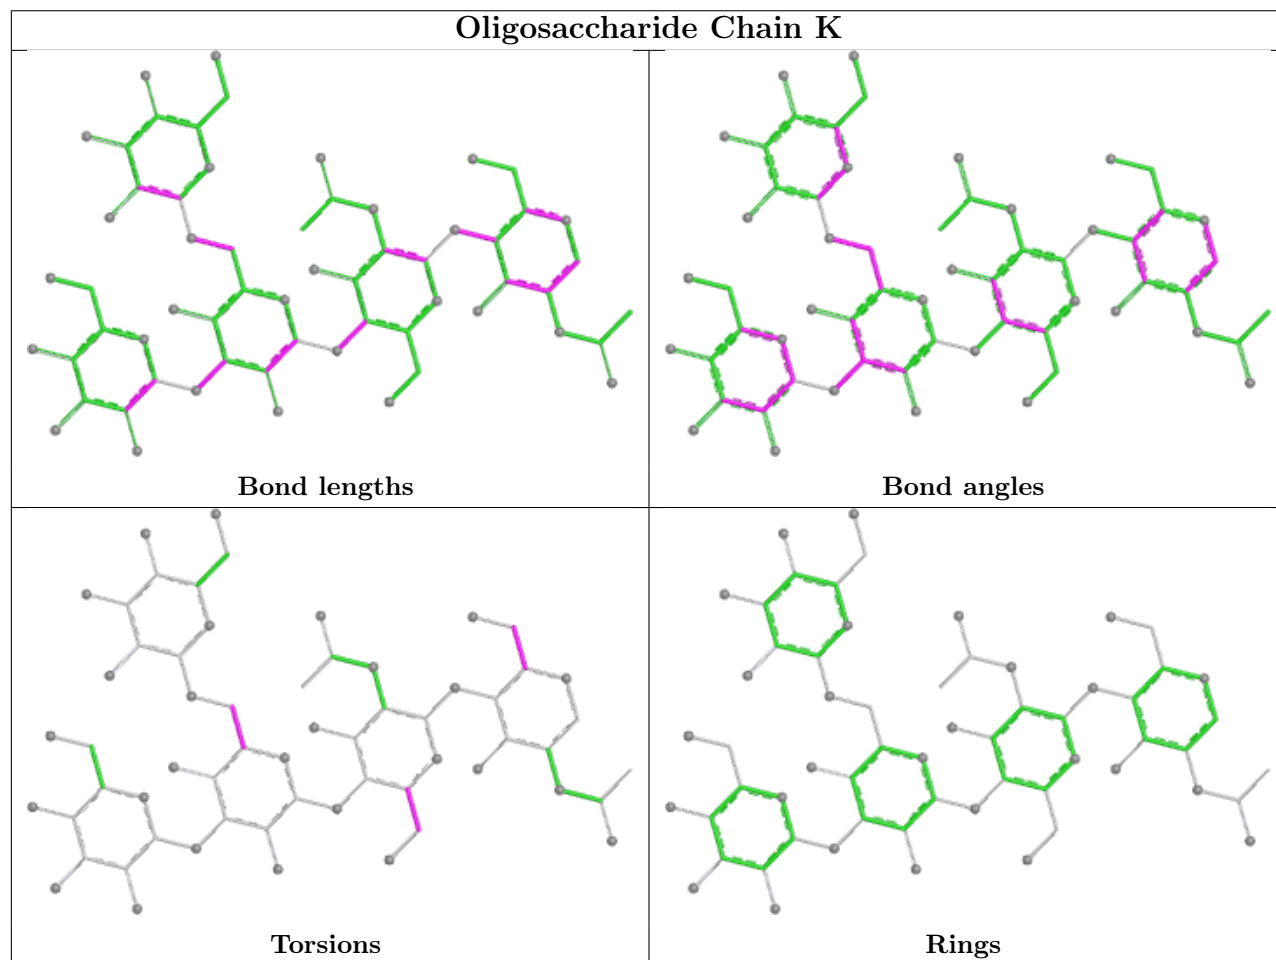 Oligosaccharide Chain K
Bond lengths
Bond angles
Torsions
Rings